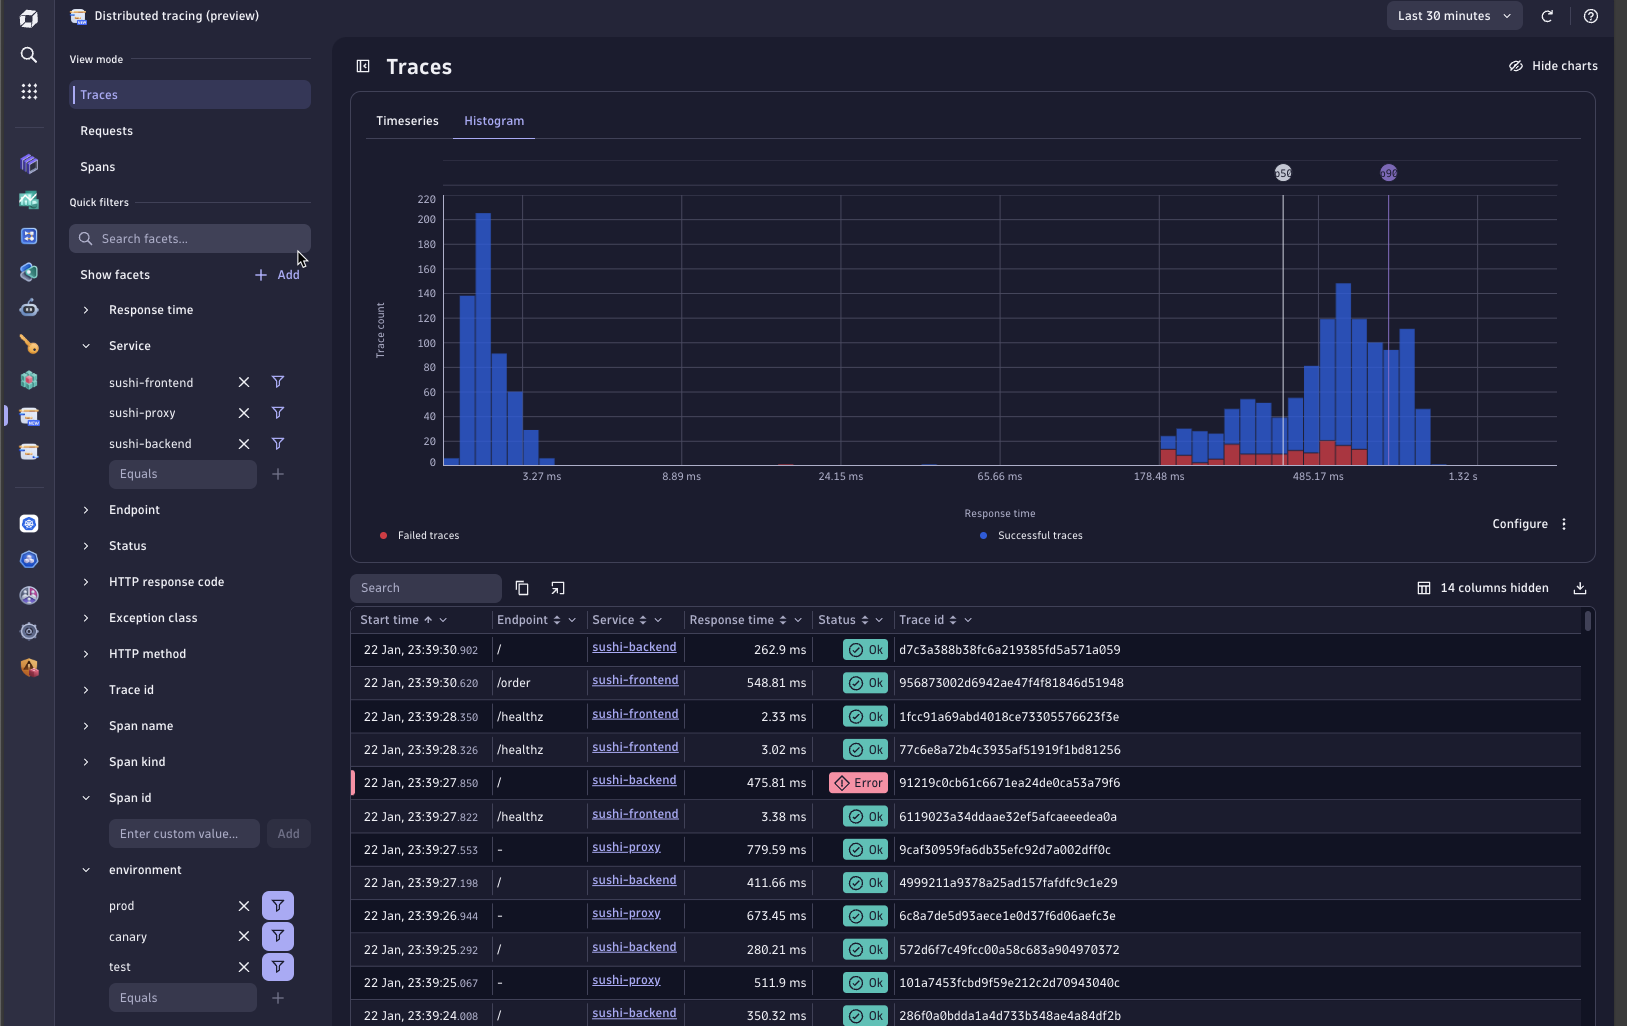 Distributed tracing (preview)
Last 30 minutes
View mode
Traces
Requests
Spans
Quick filters
Search facets...
Show facets
Add
Response time
Service
sushi-frontend
sushi-proxy
sushi-backend
Equals
Endpoint
Status
HTTP response code
Exception class
HTTP method
Trace id
Span name
Span kind
Span id
Enter custom value... Add
environment
prod
canary
test
Equals
Traces
Hide charts
Timeseries Histogram
p50 p90
Trace count
220
200
180
160
140
120
100
80
60
40
20
0
3.27 ms 8.89 ms 24.15 ms 65.66 ms 178.48 ms 485.17 ms 1.32 s
Response time
Failed traces Successful traces
Configure
Search
14 columns hidden
Start time Endpoint Service Response time Status Trace id
22 Jan, 23:39:30.902 / sushi-backend 262.9 ms Ok d7c3a388b38fc6a219385fd5a571a059
22 Jan, 23:39:30.620 /order sushi-frontend 548.81 ms Ok 956873002d6942ae47f4f81846d51948
22 Jan, 23:39:28.350 /healthz sushi-frontend 2.33 ms Ok 1fcc91a69abd4018ce73305576623f3e
22 Jan, 23:39:28.326 /healthz sushi-frontend 3.02 ms Ok 77c6e8a72b4c3935af51919f1bd81256
22 Jan, 23:39:27.850 / sushi-backend 475.81 ms Error 91219c0cb61c6671ea24de0ca53a79f6
22 Jan, 23:39:27.822 /healthz sushi-frontend 3.38 ms Ok 6119023a34ddaae32ef5afcaeeedea0a
22 Jan, 23:39:27.553 - sushi-proxy 779.59 ms Ok 9caf30959fa6db35efc92d7a002dff0c
22 Jan, 23:39:27.198 / sushi-backend 411.66 ms Ok 4999211a9378a25ad157fafdfc9c1e29
22 Jan, 23:39:26.944 - sushi-proxy 673.45 ms Ok 6c8a7de5d93aece1e0d37f6d06aefc3e
22 Jan, 23:39:25.292 / sushi-backend 280.21 ms Ok 572d6f7c49fcc00a58c683a904970372
22 Jan, 23:39:25.067 - sushi-proxy 511.9 ms Ok 101a7453fcbd9f59e212c2d70943040c
22 Jan, 23:39:24.008 / sushi-backend 350.32 ms Ok 286f0a0bdda1a4d733b348ae4a84df2b